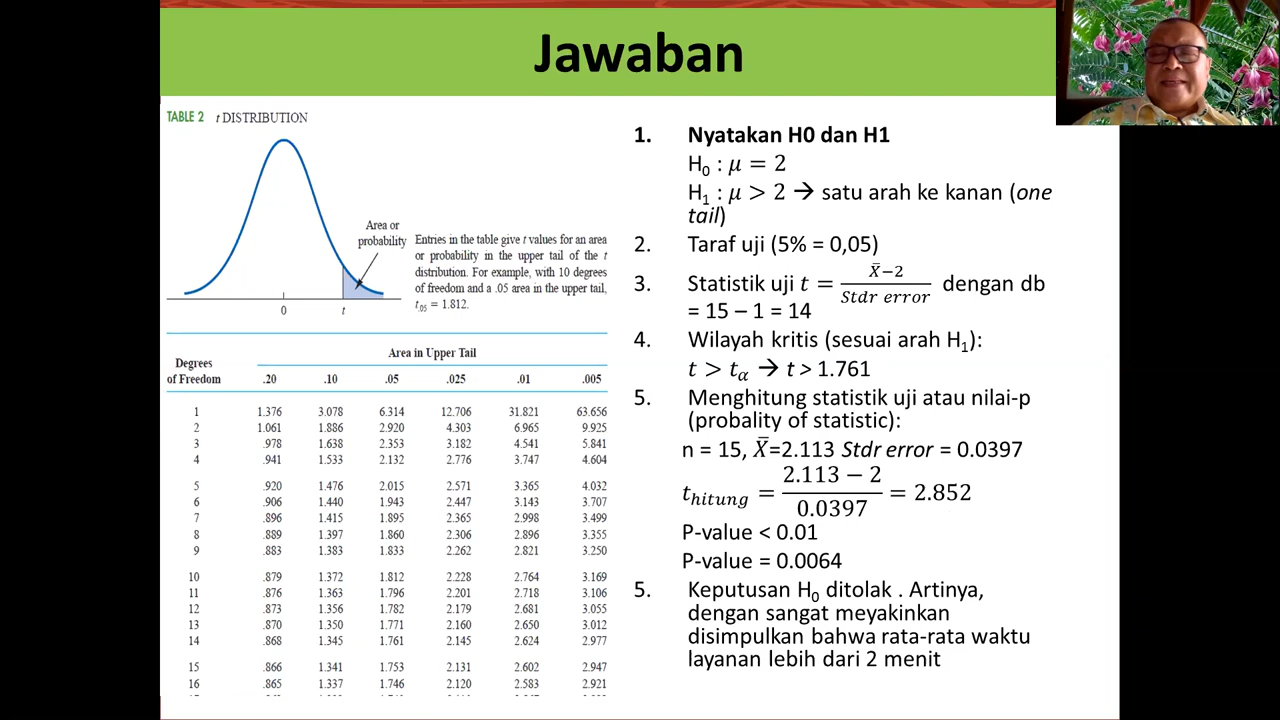 Jawaban
TABLE 2 t DISTRIBUTION
Area or
probability
0
t
Entries in the table give t values for an area
or probability in the upper tail of the t
distribution. For example, with 10 degrees
of freedom and a .05 area in the upper tail,
t.05 = 1.812.
Area in Upper Tail
Degrees
of Freedom .20 .10 .05 .025 .01 .005
1 1.376 3.078 6.314 12.706 31.821 63.656
2 1.061 1.886 2.920 4.303 6.965 9.925
3 .978 1.638 2.353 3.182 4.541 5.841
4 .941 1.533 2.132 2.776 3.747 4.604
5 .920 1.476 2.015 2.571 3.365 4.032
6 .906 1.440 1.943 2.447 3.143 3.707
7 .896 1.415 1.895 2.365 2.998 3.499
8 .889 1.397 1.860 2.306 2.896 3.355
9 .883 1.383 1.833 2.262 2.821 3.250
10 .879 1.372 1.812 2.228 2.764 3.169
11 .876 1.363 1.796 2.201 2.718 3.106
12 .873 1.356 1.782 2.179 2.681 3.055
13 .870 1.350 1.771 2.160 2.650 3.012
14 .868 1.345 1.761 2.145 2.624 2.977
15 .866 1.341 1.753 2.131 2.602 2.947
16 .865 1.337 1.746 2.120 2.583 2.921
1. Nyatakan H0 dan H1
H₀ : μ = 2
H₁ : μ > 2 → satu arah ke kanan (one
tail)
2. Taraf uji (5% = 0,05)
3. Statistik uji t = (X̄−2)/(Stdr error) dengan db
= 15 – 1 = 14
4. Wilayah kritis (sesuai arah H₁):
t > tα → t > 1.761
5. Menghitung statistik uji atau nilai-p
(probality of statistic):
n = 15, X̄=2.113 Stdr error = 0.0397
t hitung = (2.113 − 2)/0.0397 = 2.852
P-value < 0.01
P-value = 0.0064
5. Keputusan H₀ ditolak . Artinya,
dengan sangat meyakinkan
disimpulkan bahwa rata-rata waktu
layanan lebih dari 2 menit